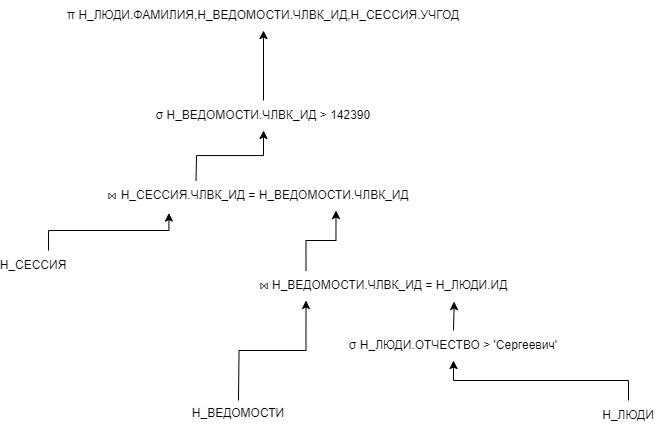 π Н_ЛЮДИ.ФАМИЛИЯ,Н_ВЕДОМОСТИ.ЧЛВК_ИД,Н_СЕССИЯ.УЧГОД
σ Н_ВЕДОМОСТИ.ЧЛВК_ИД > 142390
⋈ Н_СЕССИЯ.ЧЛВК_ИД = Н_ВЕДОМОСТИ.ЧЛВК_ИД
Н_СЕССИЯ
⋈ Н_ВЕДОМОСТИ.ЧЛВК_ИД = Н_ЛЮДИ.ИД
σ Н_ЛЮДИ.ОТЧЕСТВО > 'Сергеевич'
Н_ВЕДОМОСТИ
Н_ЛЮДИ